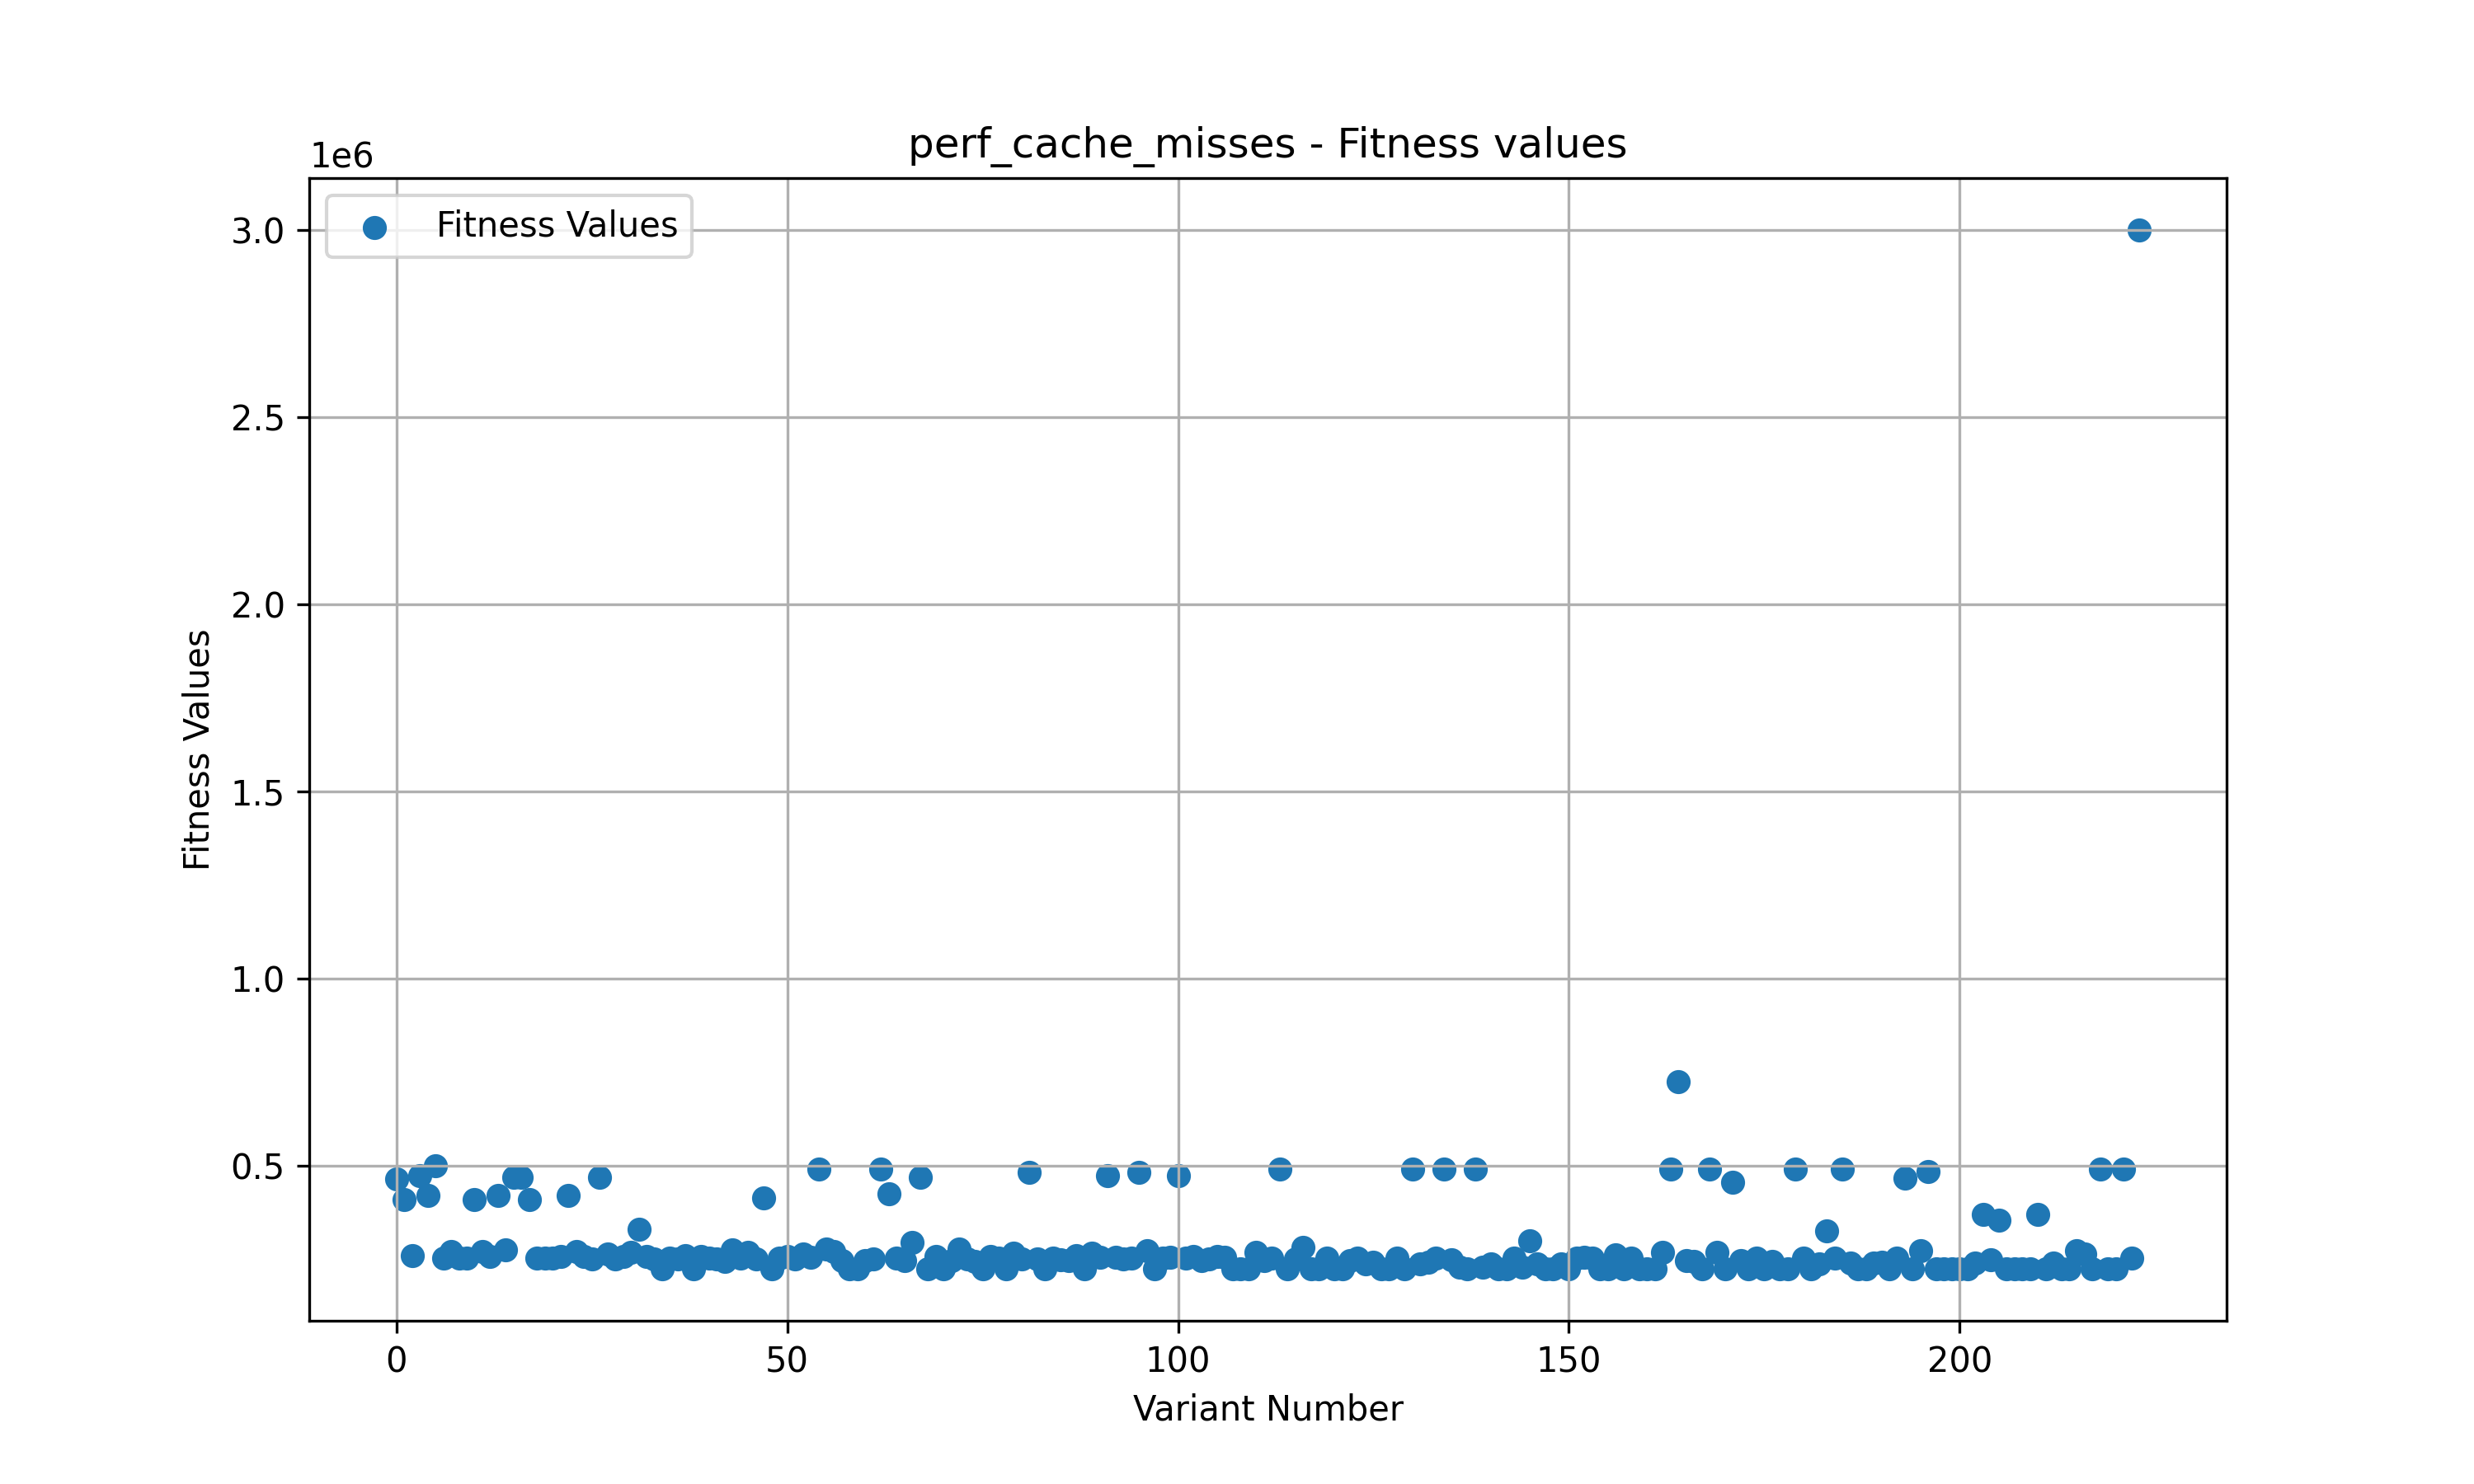 perf_cache_misses - Fitness values
1e6
Fitness Values
3.0
2.5
2.0
1.5
1.0
0.5
Fitness Values
0
50
100
150
200
Variant Number